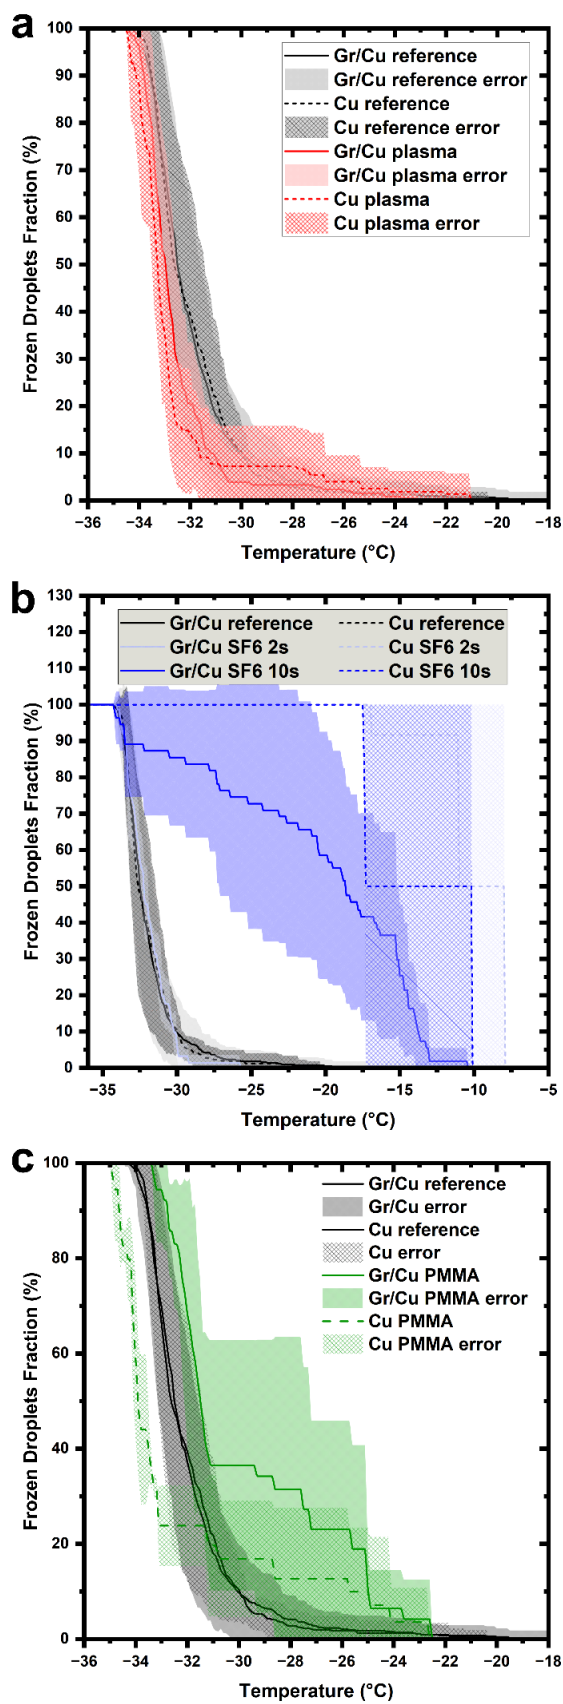 a
100
90
80
70
60
50
40
30
20
10
0
Frozen Droplets Fraction (%)
Gr/Cu reference
Gr/Cu reference error
Cu reference
Cu reference error
Gr/Cu plasma
Gr/Cu plasma error
Cu plasma
Cu plasma error
−36 −34 −32 −30 −28 −26 −24 −22 −20 −18
Temperature (°C)
b
130
120
110
100
90
80
70
60
50
40
30
20
10
0
Frozen Droplets Fraction (%)
Gr/Cu reference Cu reference
Gr/Cu SF6 2s Cu SF6 2s
Gr/Cu SF6 10s Cu SF6 10s
−35 −30 −25 −20 −15 −10 −5
Temperature (°C)
c
100
80
60
40
20
0
Frozen Droplets Fraction (%)
Gr/Cu reference
Gr/Cu error
Cu reference
Cu error
Gr/Cu PMMA
Gr/Cu PMMA error
Cu PMMA
Cu PMMA error
−36 −34 −32 −30 −28 −26 −24 −22 −20 −18
Temperature (°C)